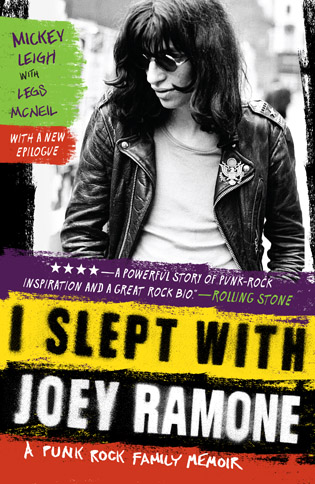 MICKEY
LEIGH
WITH
LEGS
MCNEIL
WITH A NEW
EPILOGUE
★★★★—A POWERFUL STORY OF PUNK-ROCK
INSPIRATION AND A GREAT ROCK BIO.”—ROLLING STONE
I SLEPT WITH
JOEY RAMONE
A PUNK ROCK FAMILY MEMOIR